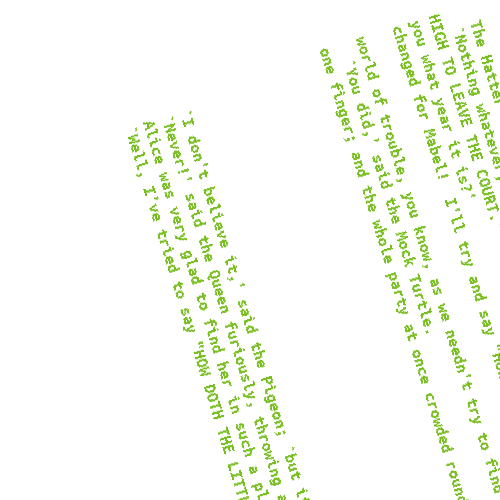 The Hatter
`Nothing whatever,
HIGH TO LEAVE THE COURT.
you what year it is?'
changed for Mabel!  I'll try and say
world of trouble, you know, as we needn't try to find
`You did,' said the Mock Turtle.
one finger; and the whole party at once crowded round
`I don't believe it,' said the Pigeon; `but
`Never!' said the Queen furiously, throwing
Alice was very glad to find her in such a
`Well, I've tried to say "HOW DOTH THE